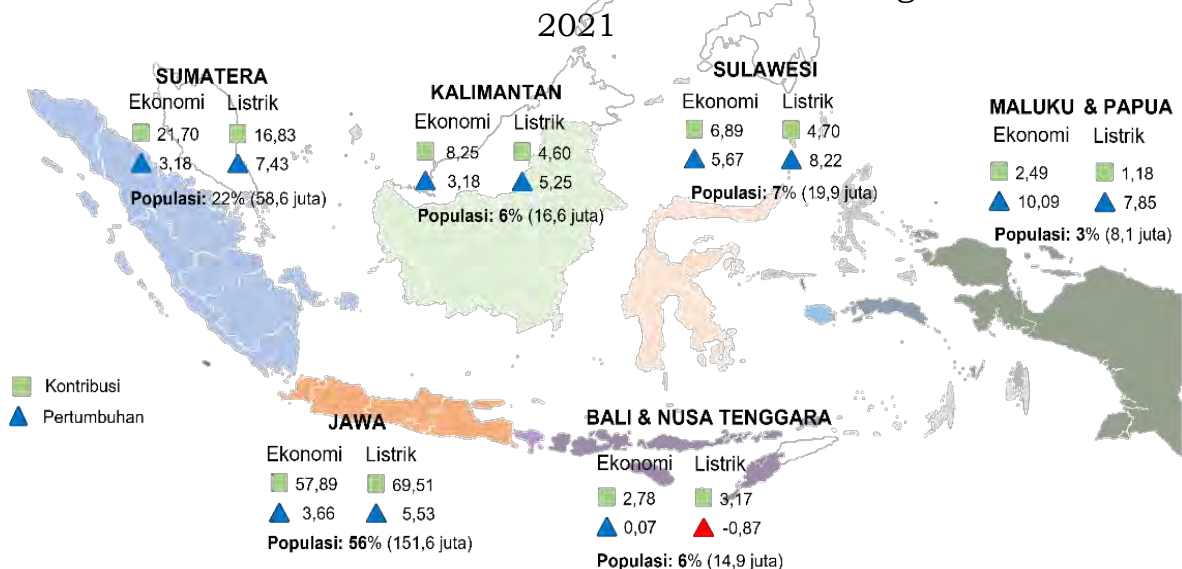 2021
SUMATERA
Ekonomi Listrik
21,70 16,83
3,18 7,43
Populasi: 22% (58,6 juta)
KALIMANTAN
Ekonomi Listrik
8,25 4,60
3,18 5,25
Populasi: 6% (16,6 juta)
SULAWESI
Ekonomi Listrik
6,89 4,70
5,67 8,22
Populasi: 7% (19,9 juta)
MALUKU & PAPUA
Ekonomi Listrik
2,49 1,18
10,09 7,85
Populasi: 3% (8,1 juta)
Kontribusi
Pertumbuhan
JAWA
Ekonomi Listrik
57,89 69,51
3,66 5,53
Populasi: 56% (151,6 juta)
BALI & NUSA TENGGARA
Ekonomi Listrik
2,78 3,17
0,07 -0,87
Populasi: 6% (14,9 juta)